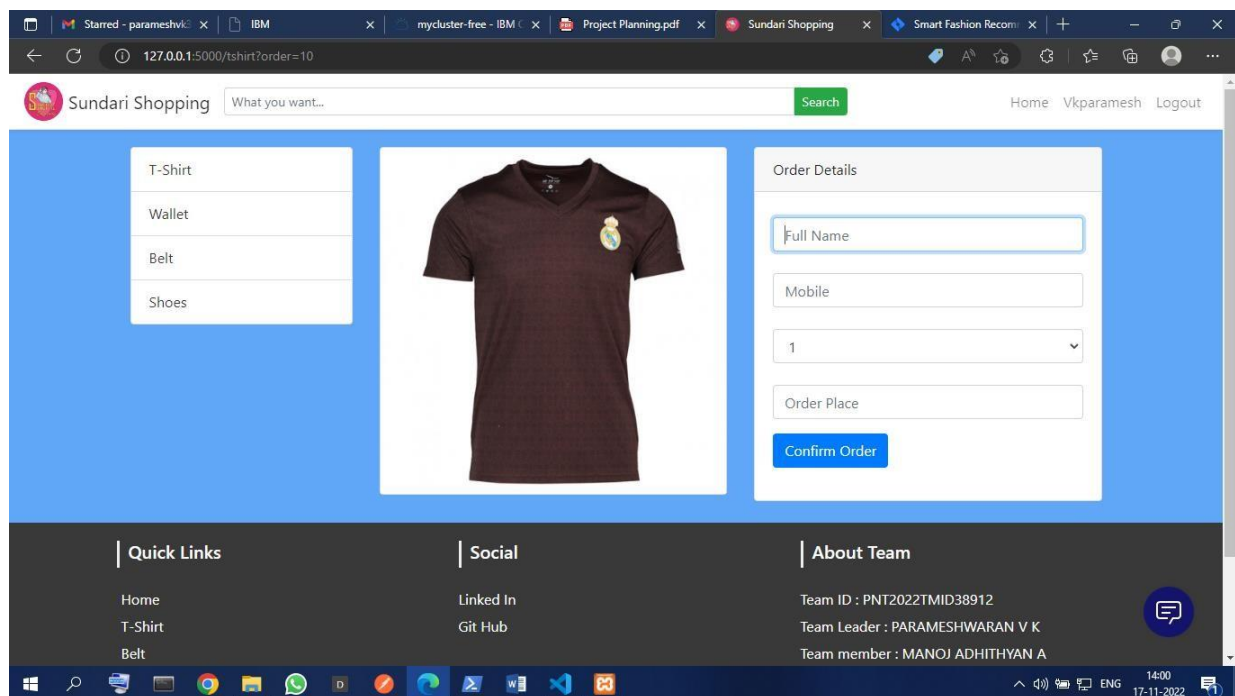 Starred - parameshvk
IBM
mycluster-free - IBM C
Project Planning.pdf
Sundari Shopping
Smart Fashion Recom
127.0.0.1:5000/tshirt?order=10
Sundari Shopping
What you want...
Search
Home
Vkparamesh
Logout
T-Shirt
Wallet
Belt
Shoes
Order Details
Full Name
Mobile
1
Order Place
Confirm Order
Quick Links
Home
T-Shirt
Belt
Social
Linked In
Git Hub
About Team
Team ID : PNT2022TMID38912
Team Leader : PARAMESHWARAN V K
Team member : MANOJ ADHITHYAN A
ENG
14:00
17-11-2022